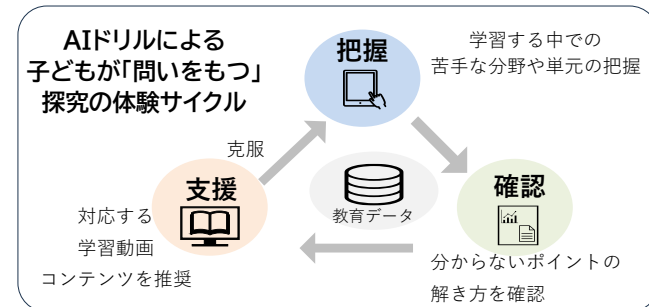 AIドリルによる
子どもが「問いをもつ」
探究の体験サイクル
把握
学習する中での
苦手な分野や単元の把握
克服
支援
確認
教育データ
対応する
学習動画
コンテンツを推奨
分からないポイントの
解き方を確認